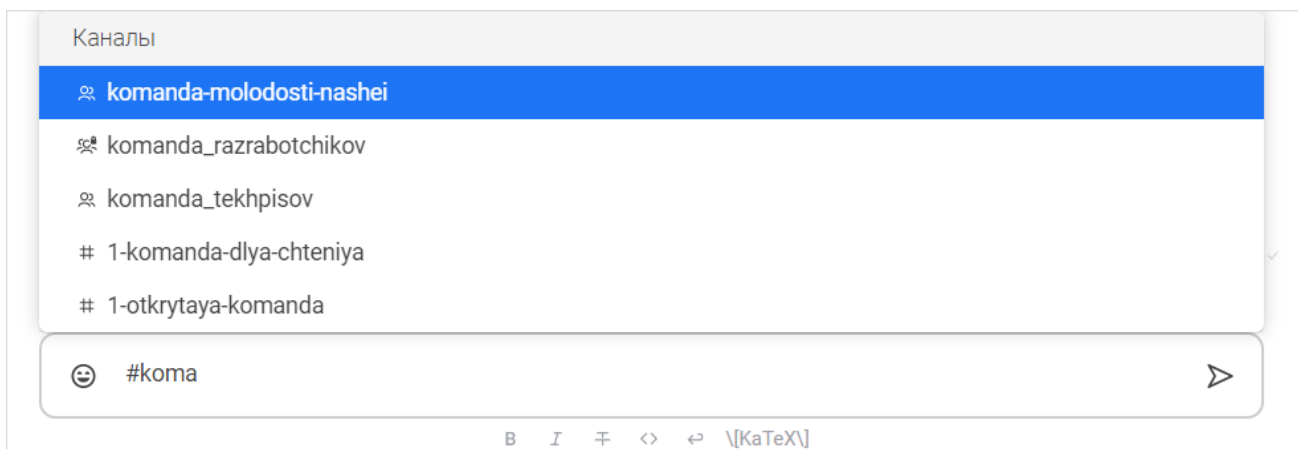 Каналы
komanda-molodosti-nashei
komanda_razrabotchikov
komanda_tekhpisov
# 1-komanda-dlya-chteniya
# 1-otkrytaya-komanda
#koma
B I T <> \[KaTeX\]